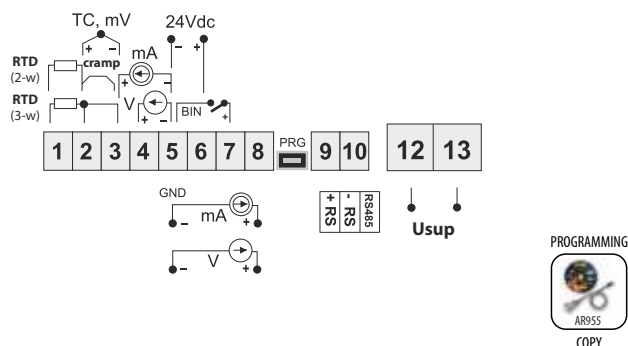 TC, mV
24Vdc
+ -
- +
RTD
(2-w)
cramp
mA
+ -
RTD
(3-w)
V
+ -
BIN
+
1 2 3 4 5 6 7 8
PRG
9 10
12 13
GND
- mA +
- V +
+ RS
- RS
RS485
Usup
PROGRAMMING
AR955
COPY